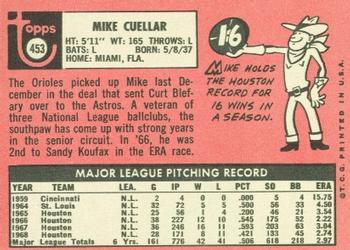 Topps
453
MIKE CUELLAR
HT: 5'11" WT: 165 THROWS: L
BATS: L BORN: 5/8/37
HOME: MIAMI, FLA.
The Orioles picked up Mike last De-
cember in the deal that sent Curt Blef-
ary over to the Astros. A veteran of
three National League ballclubs, the
southpaw has come up with strong years
in the senior circuit. In '66, he was
2nd to Sandy Koufax in the ERA race.
16
MIKE HOLDS
THE HOUSTON
RECORD FOR
16 WINS IN
A SEASON.
©T.C.G. PRINTED IN U.S.A.
MAJOR LEAGUE PITCHING RECORD
YEAR TEAM LEA. G IP W L PCT. SO BB ERA
1959 Cincinnati N.L. 2 4 0 0 .000 5 4 15.75
1964 St. Louis N.L. 32 72 5 5 .500 56 33 4.50
1965 Houston N.L. 25 56 1 4 .200 46 21 3.54
1966 Houston N.L. 38 227 12 10 .545 175 52 2.22
1967 Houston N.L. 36 246 16 11 .593 203 63 3.03
1968 Houston N.L. 28 171 8 11 .421 133 45 2.74
Major League Totals 6 Yrs. 161 776 42 41 .506 2.97